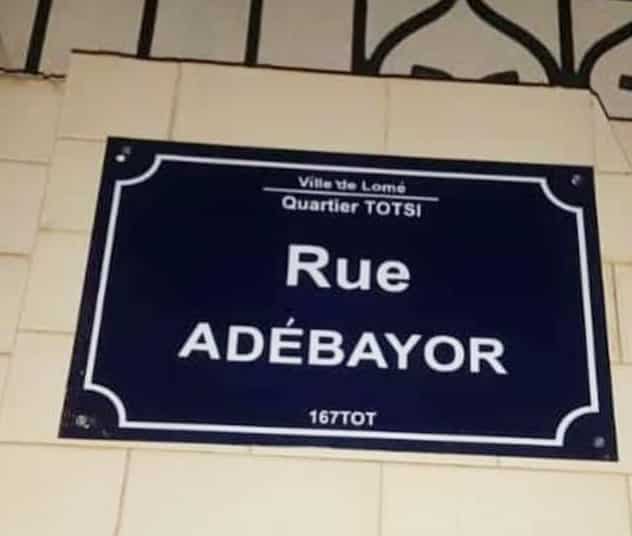 Ville de Lomé
Quartier TOTSI
Rue
ADÉBAYOR
167TOT